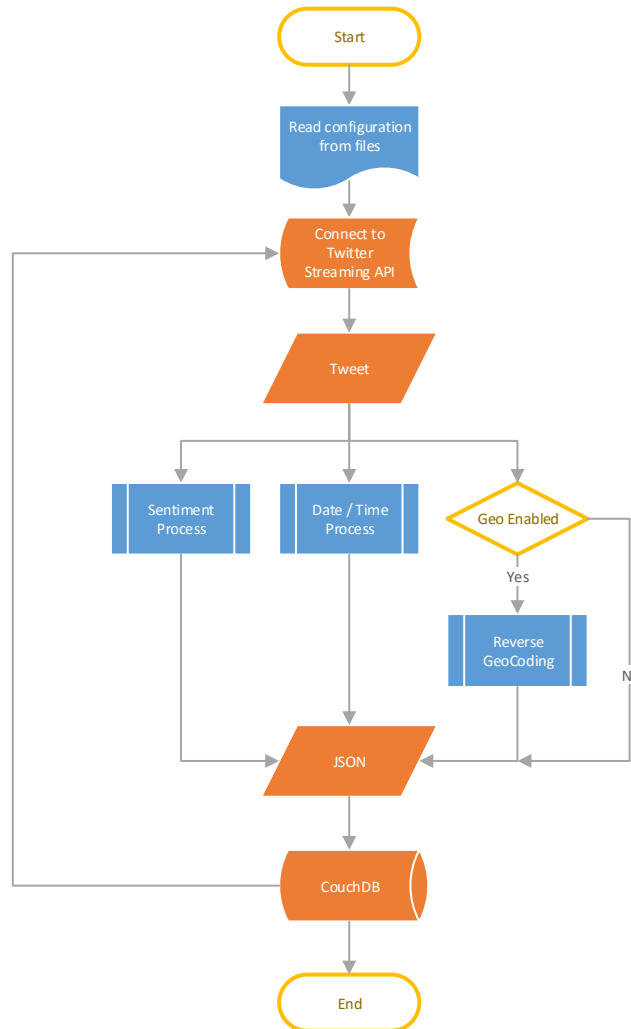 Start
Read configuration
from files
Connect to
Twitter
Streaming API
Tweet
Sentiment
Process
Date / Time
Process
Geo Enabled
Yes
Reverse
GeoCoding
N
JSON
CouchDB
End